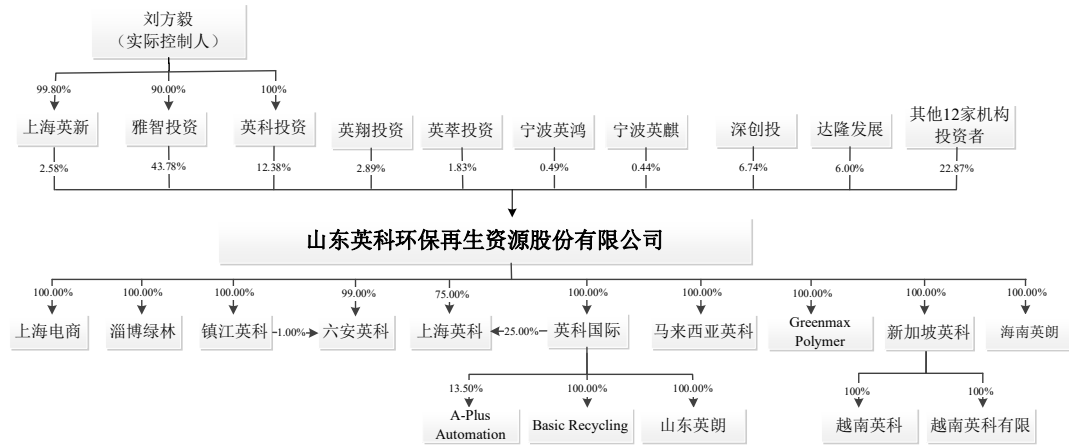 刘方毅
（实际控制人）
99.80%
90.00%
100%
上海英新
雅智投资
英科投资
英翔投资
英萃投资
宁波英鸿
宁波英麒
深创投
达隆发展
其他12家机构
投资者
2.58%
43.78%
12.38%
2.89%
1.83%
0.49%
0.44%
6.74%
6.00%
22.87%
山东英科环保再生资源股份有限公司
100.00%
100.00%
100.00%
99.00%
75.00%
100.00%
100.00%
100.00%
100.00%
100.00%
上海电商
淄博绿林
镇江英科
1.00%
六安英科
上海英科
25.00%
英科国际
马来西亚英科
Greenmax
Polymer
新加坡英科
海南英朗
13.50%
100.00%
100.00%
100%
100%
A-Plus
Automation
Basic Recycling
山东英朗
越南英科
越南英科有限